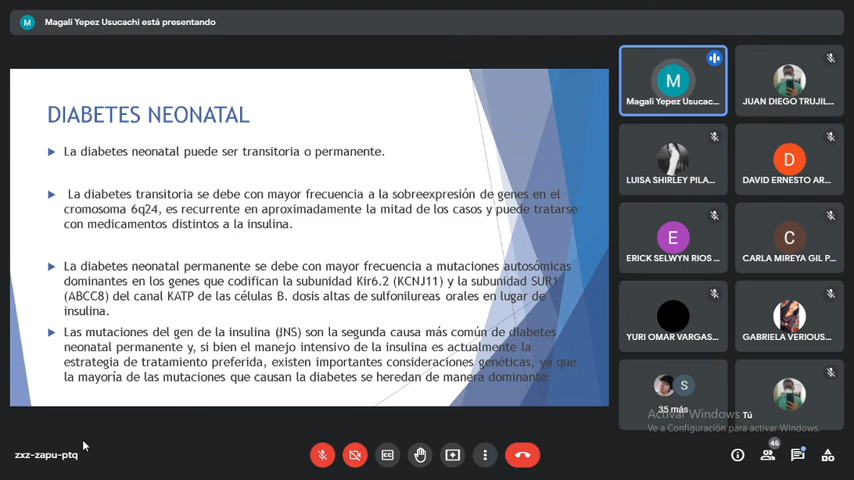 M Magali Yepez Usucachi está presentando
DIABETES NEONATAL
La diabetes neonatal puede ser transitoria o permanente.
La diabetes transitoria se debe con mayor frecuencia a la sobreexpresión de genes en el
cromosoma 6q24, es recurrente en aproximadamente la mitad de los casos y puede tratarse
con medicamentos distintos a la insulina.
La diabetes neonatal permanente se debe con mayor frecuencia a mutaciones autosómicas
dominantes en los genes que codifican la subunidad Kir6.2 (KCNJ11) y la subunidad SUR1
(ABCC8) del canal KATP de las células B. dosis altas de sulfonilureas orales en lugar de
insulina.
Las mutaciones del gen de la insulina (INS) son la segunda causa más común de diabetes
neonatal permanente y, si bien el manejo intensivo de la insulina es actualmente la
estrategia de tratamiento preferida, existen importantes consideraciones genéticas, ya que
la mayoría de las mutaciones que causan la diabetes se heredan de manera dominante.
M
Magali Yepez Usucac...
JUAN DIEGO TRUJIL...
LUISA SHIRLEY PILA...
D
DAVID ERNESTO AR...
E
ERICK SELWYN RIOS ...
C
CARLA MIREYA GIL P...
YURI OMAR VARGAS...
GABRIELA VERIOUS...
S
35 más
Tú
Activar Windows
Ve a Configuración para activar Windows.
zxz-zapu-ptq
CC
46